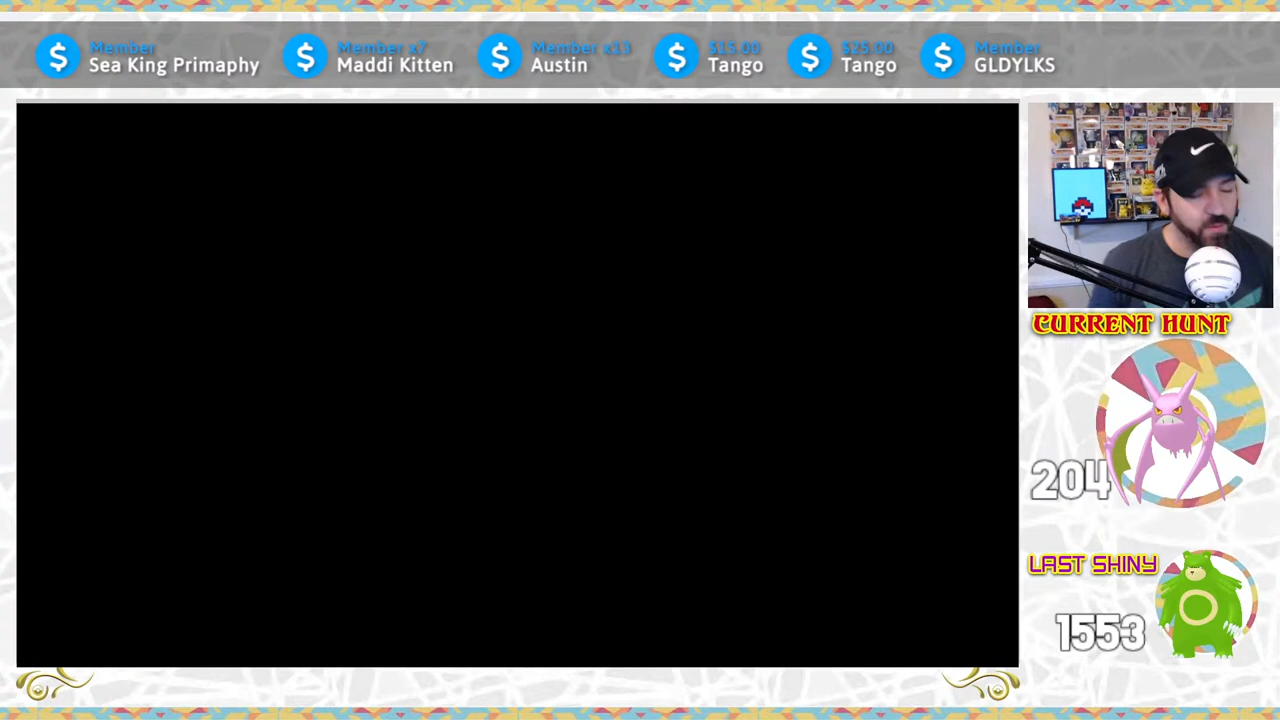 Member
Sea King Primaphy
Member x7
Maddi Kitten
Member x13
Austin
$15.00
Tango
$25.00
Tango
Member
GLDYLKS
CURRENT HUNT
204
LAST SHINY
1553